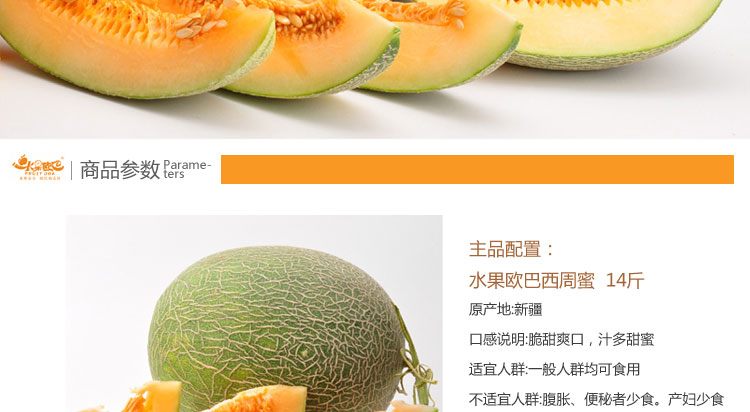 水果欧巴
FRUIT OBA
商品参数 Parame-
ters
主品配置：
水果欧巴西周蜜 14斤
原产地:新疆
口感说明:脆甜爽口，汁多甜蜜
适宜人群:一般人群均可食用
不适宜人群:腹胀、便秘者少食。产妇少食